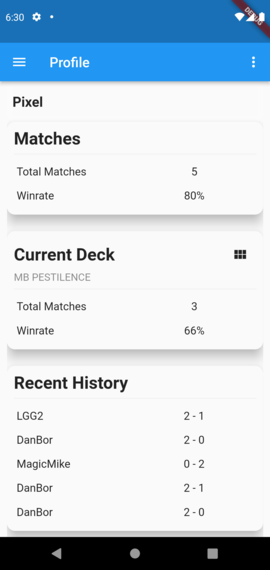 6:30
DEBUG
Profile
Pixel
Matches
Total Matches 5
Winrate 80%
Current Deck
MB PESTILENCE
Total Matches 3
Winrate 66%
Recent History
LGG2 2 - 1
DanBor 2 - 0
MagicMike 0 - 2
DanBor 2 - 1
DanBor 2 - 0